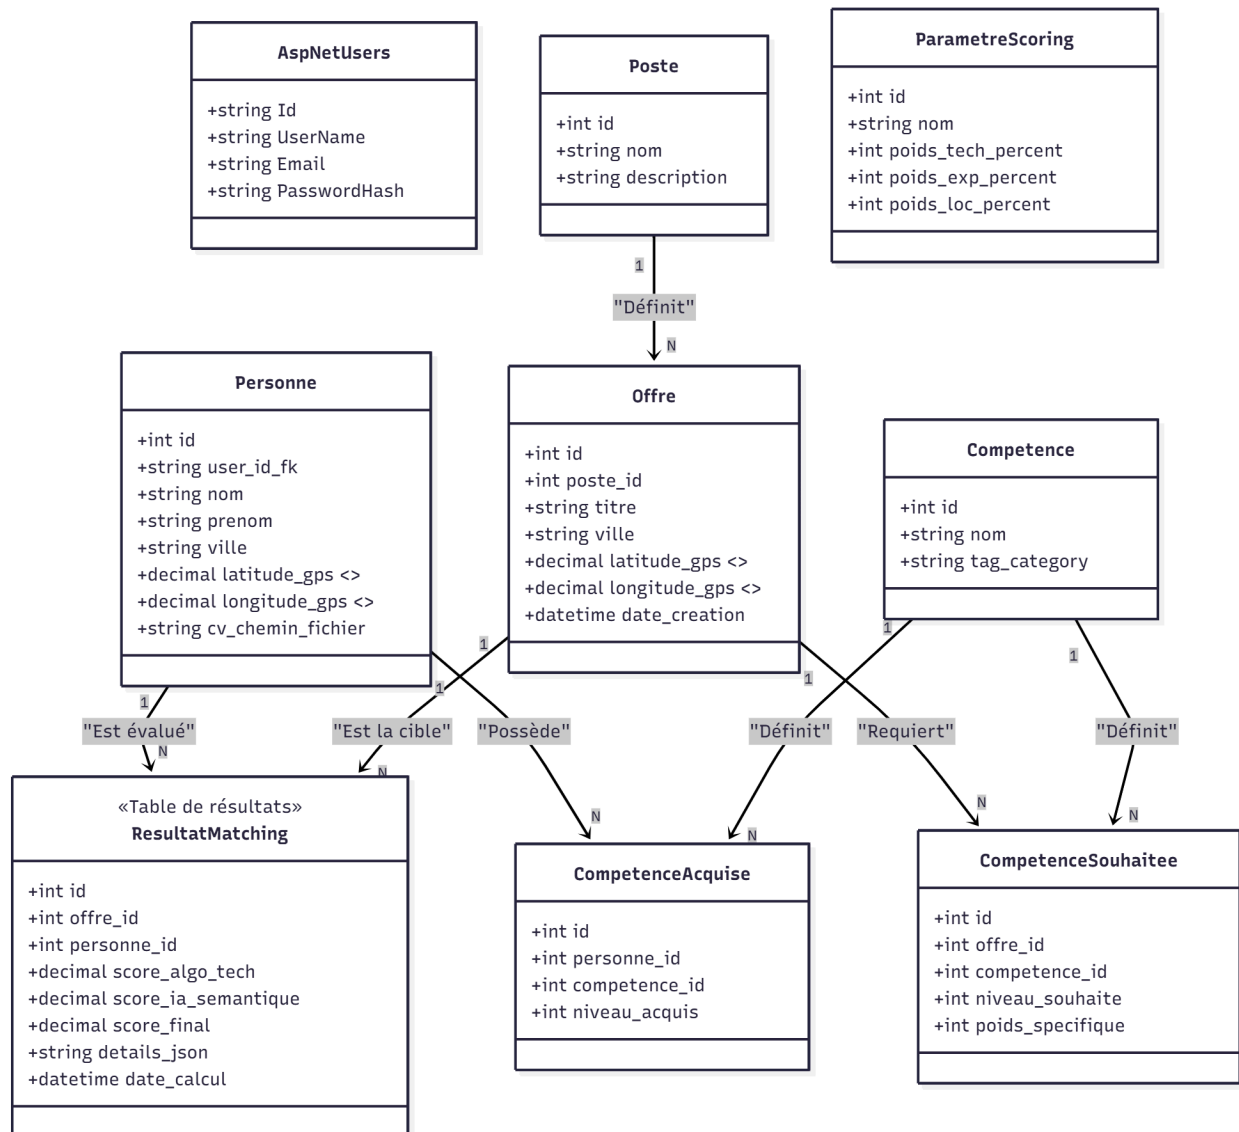 AspNetUsers
+string Id
+string UserName
+string Email
+string PasswordHash
Poste
+int id
+string nom
+string description
ParametreScoring
+int id
+string nom
+int poids_tech_percent
+int poids_exp_percent
+int poids_loc_percent
1
"Définit"
N
Personne
+int id
+string user_id_fk
+string nom
+string prenom
+string ville
+decimal latitude_gps <>
+decimal longitude_gps <>
+string cv_chemin_fichier
Offre
+int id
+int poste_id
+string titre
+string ville
+decimal latitude_gps <>
+decimal longitude_gps <>
+datetime date_creation
Competence
+int id
+string nom
+string tag_category
1
"Est évalué"
N
1
"Est la cible"
N
1
"Possède"
N
1
"Définit"
N
1
"Requiert"
N
1
"Définit"
N
«Table de résultats»
ResultatMatching
+int id
+int offre_id
+int personne_id
+decimal score_algo_tech
+decimal score_ia_semantique
+decimal score_final
+string details_json
+datetime date_calcul
CompetenceAcquise
+int id
+int personne_id
+int competence_id
+int niveau_acquis
CompetenceSouhaitee
+int id
+int offre_id
+int competence_id
+int niveau_souhaite
+int poids_specifique